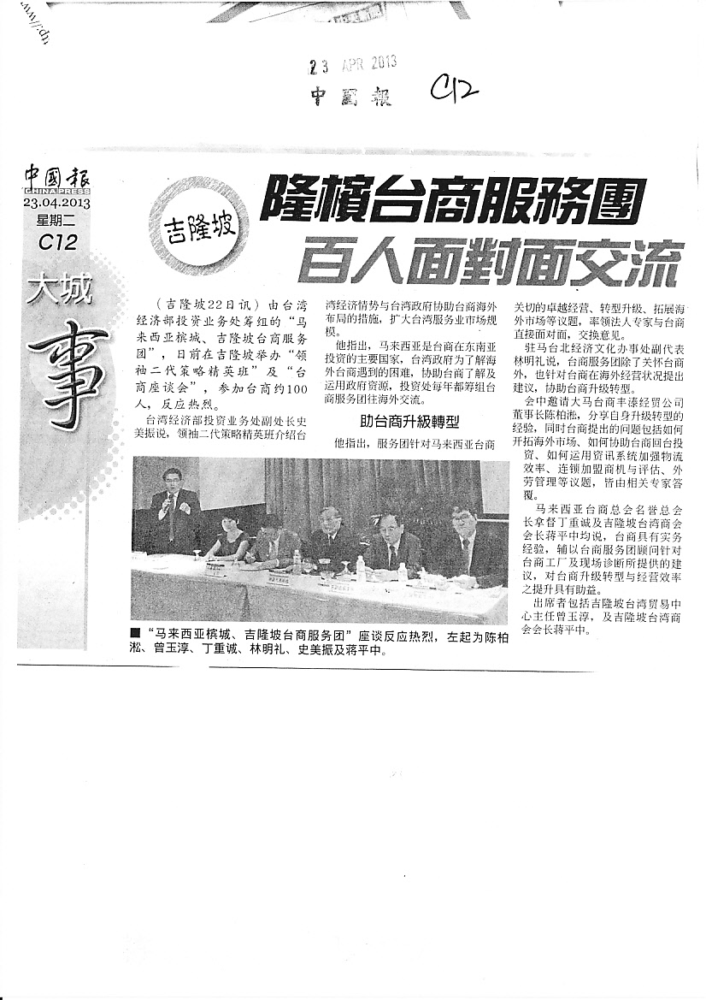 23 APR 2013
中國報
C12
中國報
CHINA PRESS
23.04.2013
星期二
C12
大城
事
吉隆坡
隆檳台商服務團
百人面對面交流
（吉隆坡22日讯）由台湾
经济部投资业务处筹组的“马
来西亚槟城、吉隆坡台商服务
团”，日前在吉隆坡举办“领
袖二代策略精英班”及“台
商座谈会”，参加台商约100
人，反应热烈。
台湾经济部投资业务处副处长史
美振说，领袖二代策略精英班介绍台
湾经济情势与台湾政府协助台商海外
布局的措施，扩大台湾服务业市场规
模。
他指出，马来西亚是台商在东南亚
投资的主要国家，台湾政府为了解海
外台商遇到的困难，协助台商了解及
运用政府资源，投资处每年都筹组台
商服务团往海外交流。
助台商升級轉型
他指出，服务团针对马来西亚台商
关切的卓越经营、转型升级、拓展海
外市场等议题，率领法人专家与台商
直接面对面，交换意见。
驻马台北经济文化办事处副代表
林明礼说，台商服务团除了关怀台商
外，也针对台商在海外经营状况提出
建议，协助台商升级转型。
会中邀请大马台商丰漆经贸公司
董事长陈柏淞，分享自身升级转型的
经验，同时台商提出的问题包括如何
开拓海外市场、如何协助台商回台投
资、如何运用资讯系统加强物流
效率、连锁加盟商机与评估、外
劳管理等议题，皆由相关专家答
覆。
马来西亚台商总会名誉总会
长拿督丁重诚及吉隆坡台湾商会
会长蒋平中均说，台商具有实务
经验，辅以台商服务团顾问针对
台商工厂及现场诊断所提供的建
议，对台商升级转型与经营效率
之提升具有助益。
出席者包括吉隆坡台湾贸易中
心主任曾玉淳，及吉隆坡台湾商
会会长蒋平中。
■“马来西亚槟城、吉隆坡台商服务团”座谈反应热烈，左起为陈柏
淞、曾玉淳、丁重诚、林明礼、史美振及蒋平中。